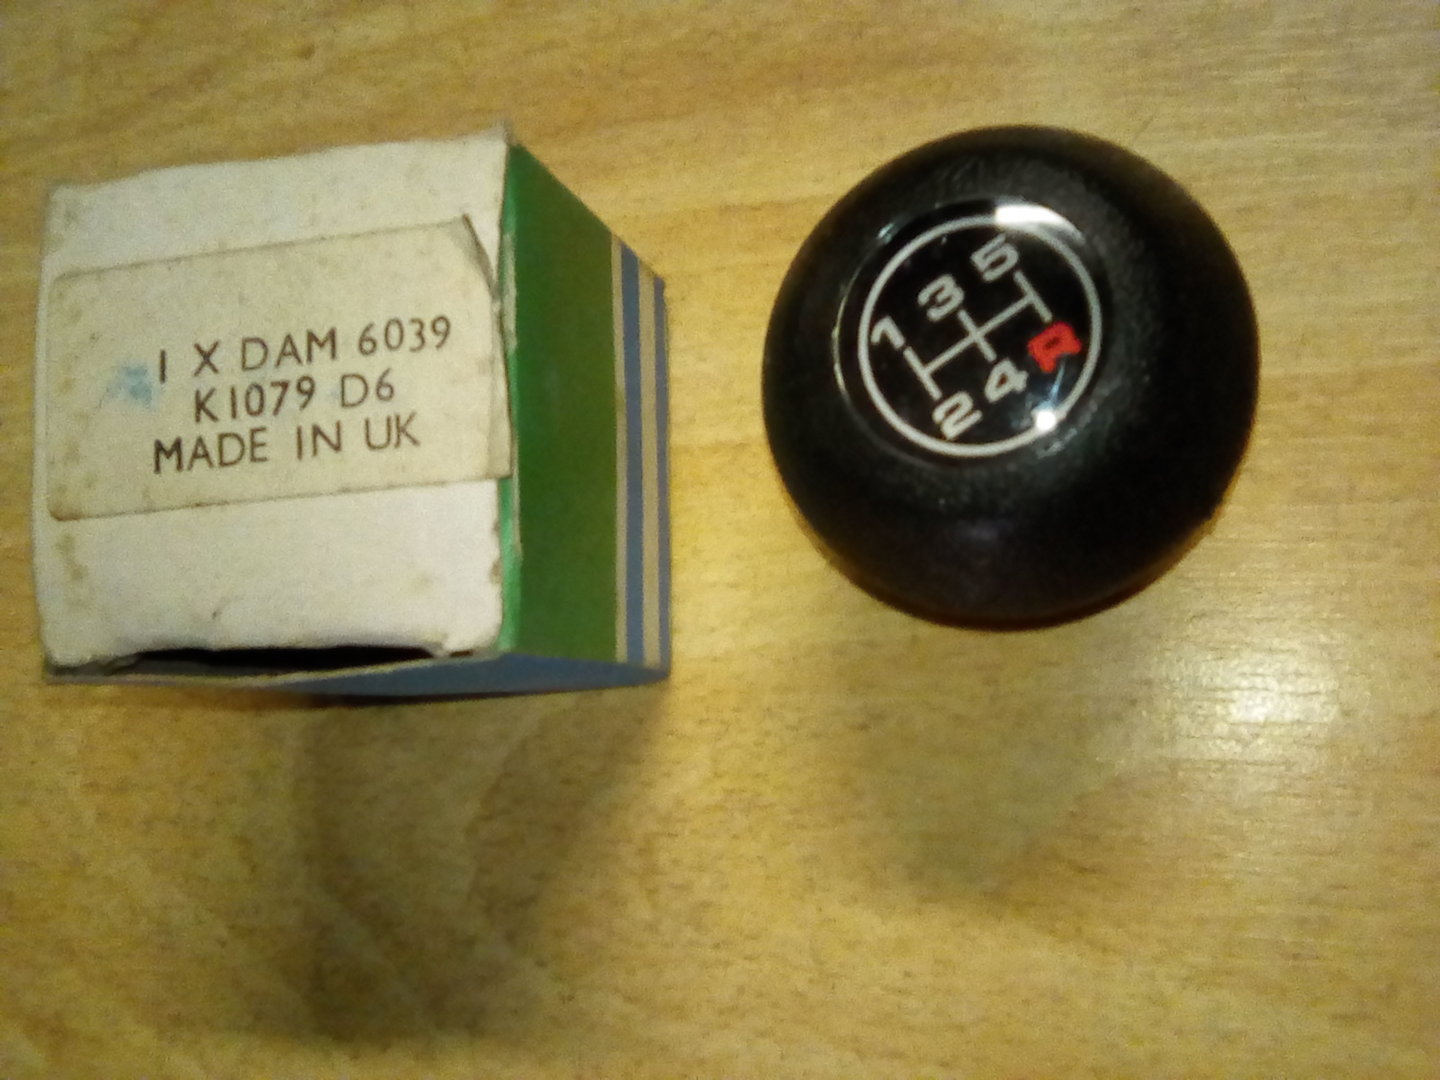 1 X DAM 6039
K1079 D6
MADE IN UK
1 3 5
2 4 R